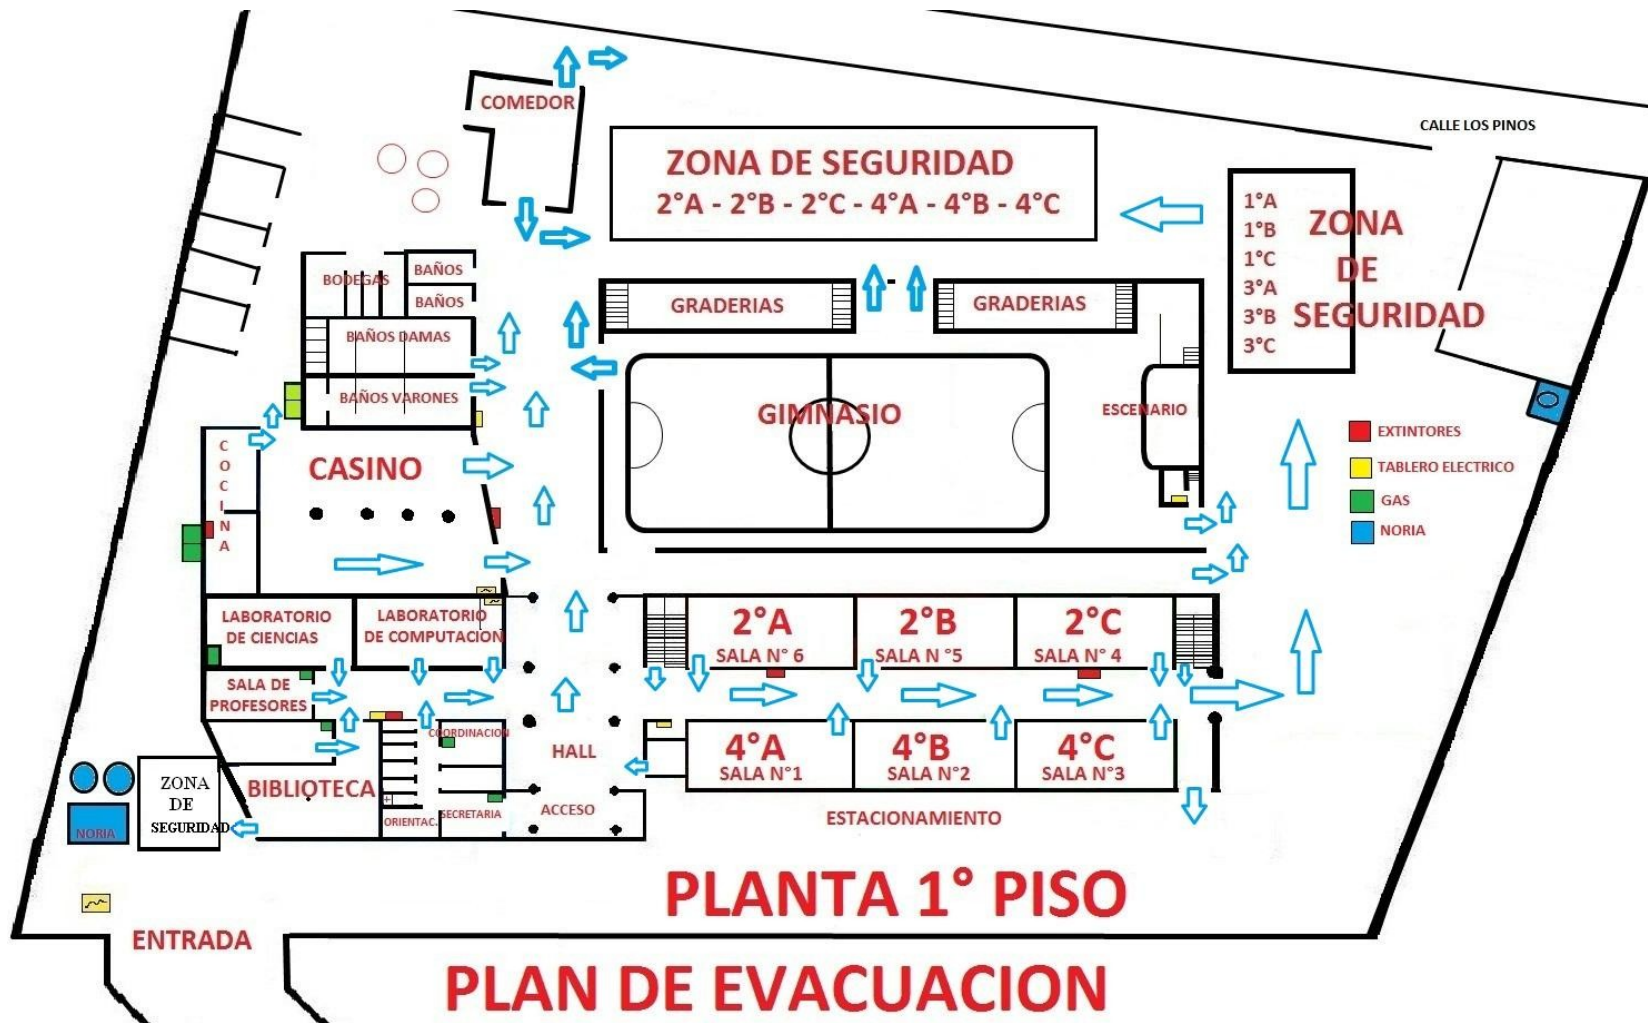 COMEDOR
CALLE LOS PINOS
ZONA DE SEGURIDAD
2°A - 2°B - 2°C - 4°A - 4°B - 4°C
1°A
1°B
1°C
3°A
3°B
3°C
ZONA
DE
SEGURIDAD
BODEGAS
BAÑOS
BAÑOS
BAÑOS DAMAS
BAÑOS VARONES
GRADERIAS
GRADERIAS
GIMNASIO
ESCENARIO
EXTINTORES
TABLERO ELECTRICO
GAS
NORIA
COCINA
CASINO
LABORATORIO
DE CIENCIAS
LABORATORIO
DE COMPUTACION
2°A
SALA N° 6
2°B
SALA N °5
2°C
SALA N° 4
SALA DE
PROFESORES
COORDINACION
HALL
4°A
SALA N°1
4°B
SALA N°2
4°C
SALA N°3
BIBLIOTECA
ORIENTAC.
SECRETARIA
ACCESO
ESTACIONAMIENTO
ZONA
DE
SEGURIDAD
NORIA
PLANTA 1° PISO
ENTRADA
PLAN DE EVACUACION